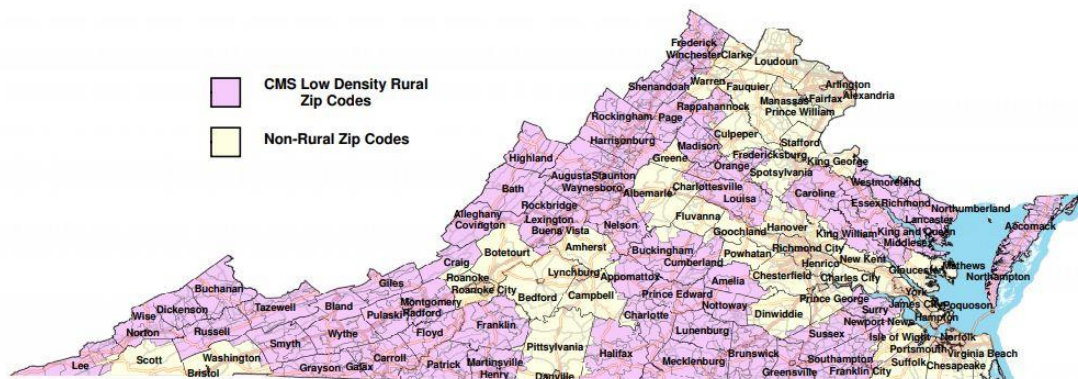 CMS Low Density Rural
Zip Codes
Non-Rural Zip Codes
Frederick
Winchester
Clarke
Loudoun
Shenandoah
Warren
Fauquier
Arlington
Alexandria
Fairfax
Manassas
Prince William
Rappahannock
Page
Rockingham
Harrisonburg
Culpeper
Stafford
Madison
Greene
Fredericksburg
King George
Orange
Spotsylvania
Highland
Augusta
Staunton
Waynesboro
Albemarle
Charlottesville
Louisa
Caroline
Westmoreland
Essex
Richmond
Northumberland
Lancaster
Accomack
Bath
Rockbridge
Lexington
Buena Vista
Nelson
Fluvanna
Goochland
Hanover
King William
King and Queen
Middlesex
Alleghany
Covington
Amherst
Buckingham
Cumberland
Powhatan
Richmond City
Henrico
New Kent
Gloucester
Mathews
Northampton
Craig
Botetourt
Roanoke
Roanoke City
Lynchburg
Appomattox
Bedford
Campbell
Prince Edward
Amelia
Nottoway
Chesterfield
Charles City
York
James City
Poquoson
Hampton
Buchanan
Dickenson
Wise
Norton
Russell
Tazewell
Bland
Giles
Montgomery
Radford
Pulaski
Wythe
Floyd
Franklin
Charlotte
Lunenburg
Dinwiddie
Prince George
Surry
Sussex
Newport News
Isle of Wight
Norfolk
Portsmouth
Virginia Beach
Suffolk
Chesapeake
Lee
Scott
Washington
Bristol
Smyth
Grayson
Galax
Carroll
Patrick
Martinsville
Henry
Pittsylvania
Danville
Halifax
Mecklenburg
Brunswick
Greensville
Southampton
Franklin City